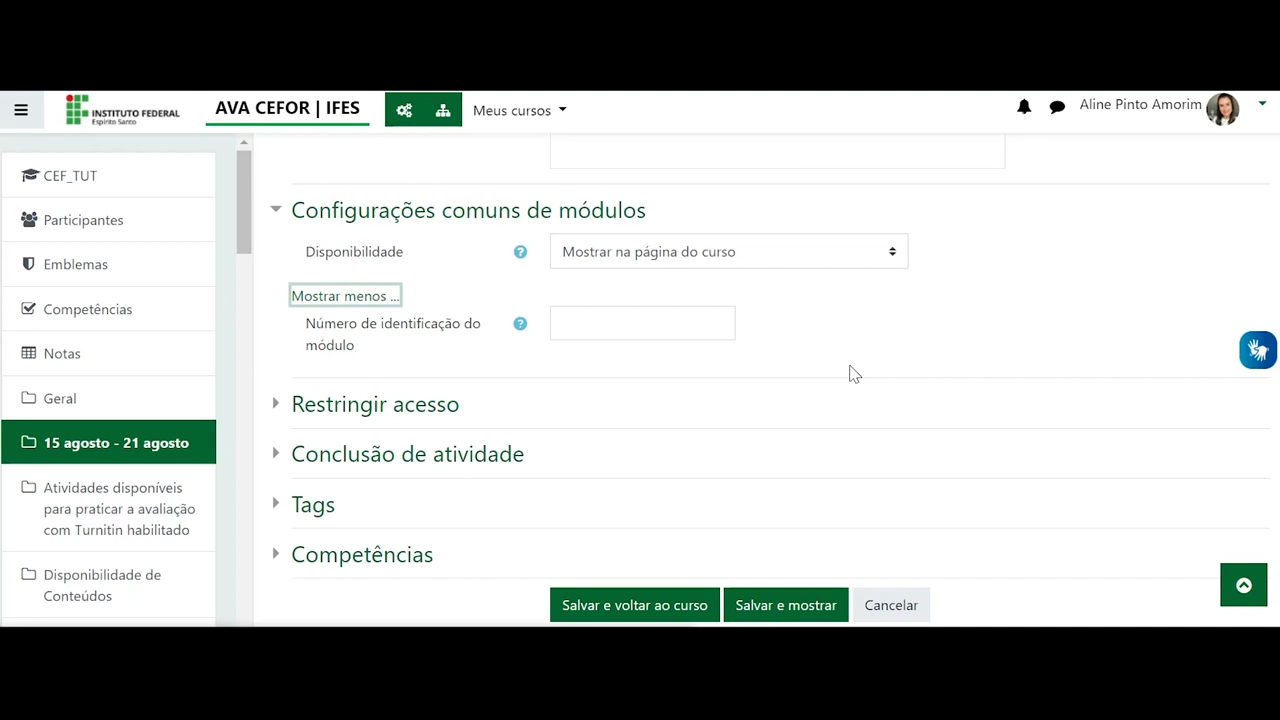 INSTITUTO FEDERAL
Espírito Santo
AVA CEFOR | IFES
Meus cursos
Aline Pinto Amorim
CEF_TUT
Participantes
Emblemas
Competências
Notas
Geral
15 agosto - 21 agosto
Atividades disponíveis
para praticar a avaliação
com Turnitin habilitado
Disponibilidade de
Conteúdos
Configurações comuns de módulos
Disponibilidade
?
Mostrar na página do curso
Mostrar menos ...
Número de identificação do
módulo
?
Restringir acesso
Conclusão de atividade
Tags
Competências
Salvar e voltar ao curso
Salvar e mostrar
Cancelar